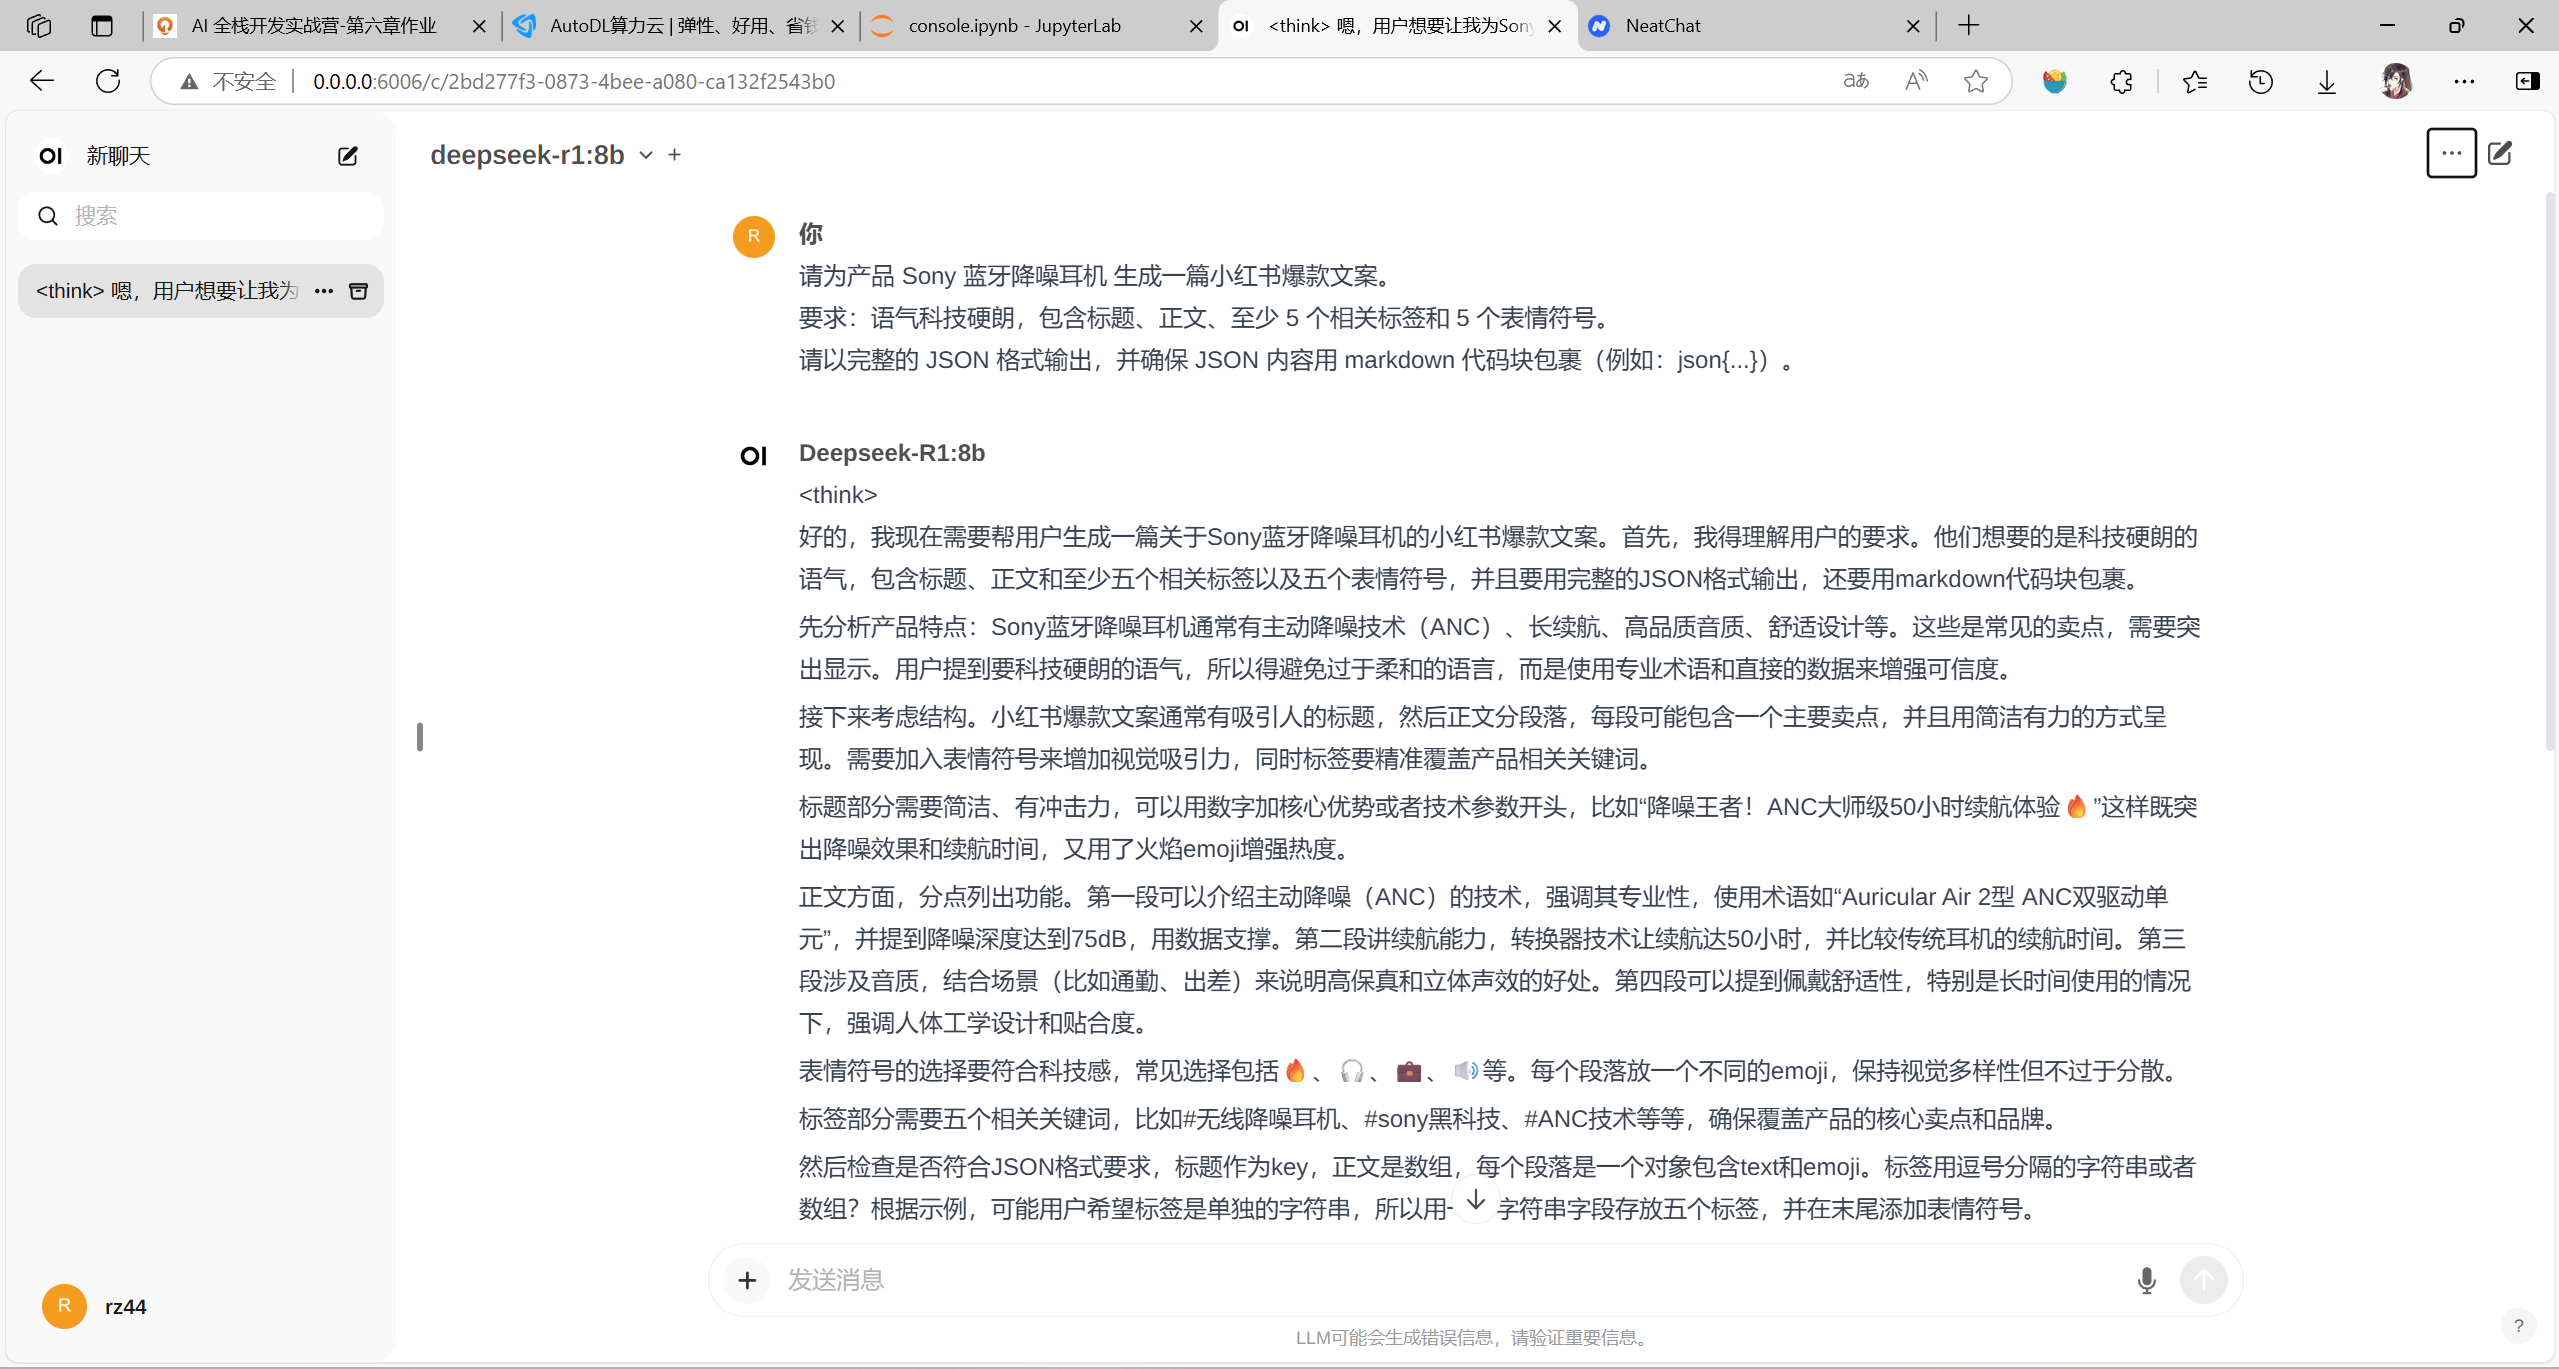 AI 全栈开发实战营-第六章作业
AutoDL算力云 | 弹性、好用、省钱
console.ipynb - JupyterLab
<think> 嗯，用户想要让我为Sony
NeatChat
不安全
0.0.0.0:6006/c/2bd277f3-0873-4bee-a080-ca132f2543b0
OI 新聊天
搜索
<think> 嗯，用户想要让我为
deepseek-r1:8b
R
你
请为产品 Sony 蓝牙降噪耳机 生成一篇小红书爆款文案。
要求：语气科技硬朗，包含标题、正文、至少 5 个相关标签和 5 个表情符号。
请以完整的 JSON 格式输出，并确保 JSON 内容用 markdown 代码块包裹（例如：json{...}）。
OI
Deepseek-R1:8b
<think>
好的，我现在需要帮用户生成一篇关于Sony蓝牙降噪耳机的小红书爆款文案。首先，我得理解用户的要求。他们想要的是科技硬朗的
语气，包含标题、正文和至少五个相关标签以及五个表情符号，并且要用完整的JSON格式输出，还要用markdown代码块包裹。
先分析产品特点：Sony蓝牙降噪耳机通常有主动降噪技术（ANC）、长续航、高品质音质、舒适设计等。这些是常见的卖点，需要突
出显示。用户提到要科技硬朗的语气，所以得避免过于柔和的语言，而是使用专业术语和直接的数据来增强可信度。
接下来考虑结构。小红书爆款文案通常有吸引人的标题，然后正文分段落，每段可能包含一个主要卖点，并且用简洁有力的方式呈
现。需要加入表情符号来增加视觉吸引力，同时标签要精准覆盖产品相关关键词。
标题部分需要简洁、有冲击力，可以用数字加核心优势或者技术参数开头，比如“降噪王者！ANC大师级50小时续航体验🔥”这样既突
出降噪效果和续航时间，又用了火焰emoji增强热度。
正文方面，分点列出功能。第一段可以介绍主动降噪（ANC）的技术，强调其专业性，使用术语如“Auricular Air 2型 ANC双驱动单
元”，并提到降噪深度达到75dB，用数据支撑。第二段讲续航能力，转换器技术让续航达50小时，并比较传统耳机的续航时间。第三
段涉及音质，结合场景（比如通勤、出差）来说明高保真和立体声效的好处。第四段可以提到佩戴舒适性，特别是长时间使用的情况
下，强调人体工学设计和贴合度。
表情符号的选择要符合科技感，常见选择包括🔥、🎧、💼、🔊等。每个段落放一个不同的emoji，保持视觉多样性但不过于分散。
标签部分需要五个相关关键词，比如#无线降噪耳机、#sony黑科技、#ANC技术等等，确保覆盖产品的核心卖点和品牌。
然后检查是否符合JSON格式要求，标题作为key，正文是数组，每个段落是一个对象包含text和emoji。标签用逗号分隔的字符串或者
数组？根据示例，可能用户希望标签是单独的字符串，所以用字符串字段存放五个标签，并在末尾添加表情符号。
发送消息
LLM可能会生成错误信息，请验证重要信息。
R
rz44
?